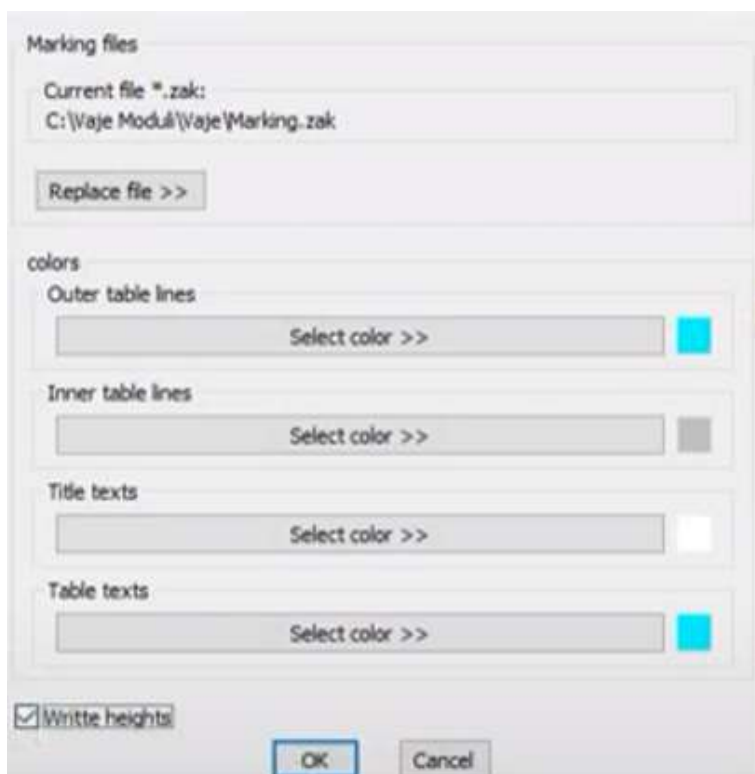 Marking files
Current file *.zak:
C:\Vaje Moduli\Vaje\Marking.zak
Replace file >>
colors
Outer table lines
Select color >>
Inner table lines
Select color >>
Title texts
Select color >>
Table texts
Select color >>
Writte heights
OK Cancel